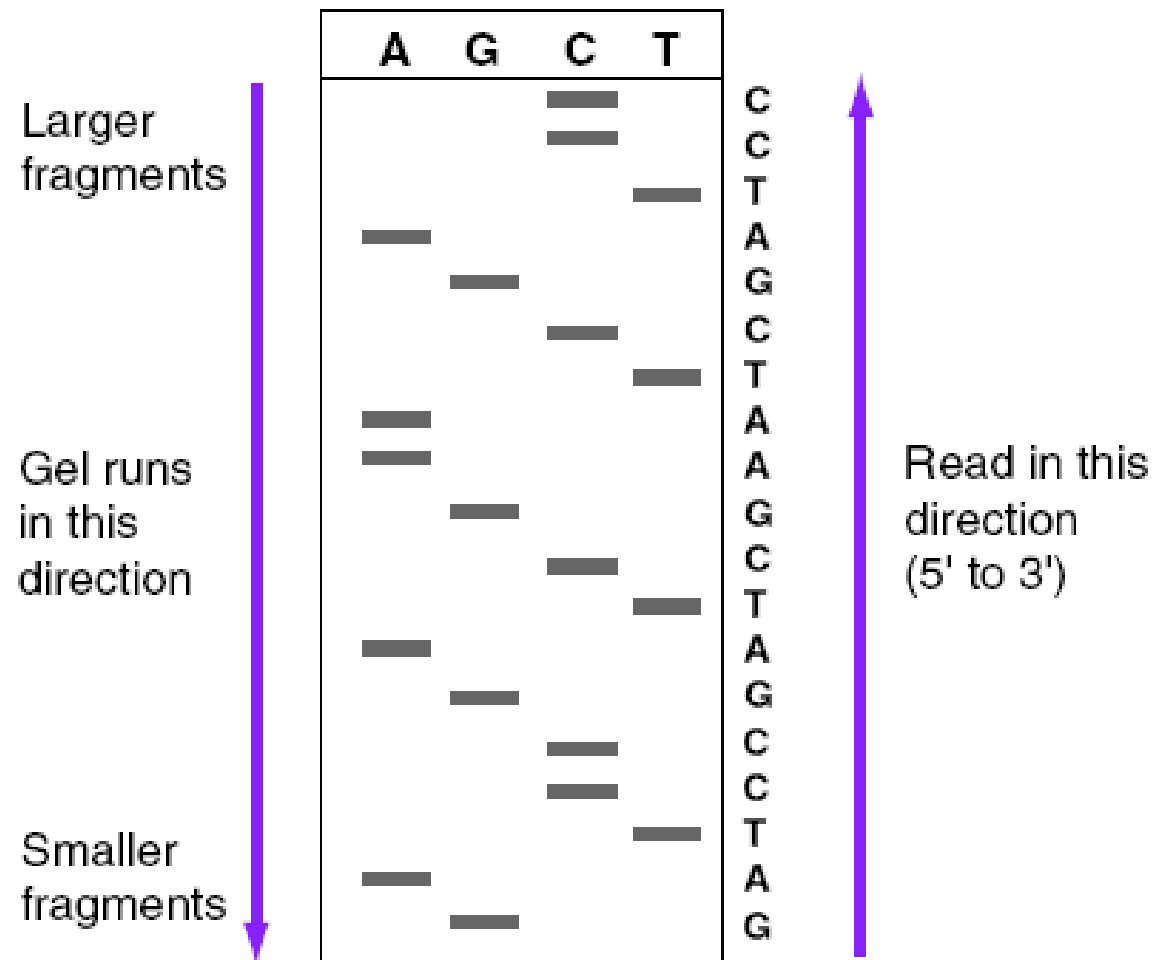 A G C T
Larger
fragments
Gel runs
in this
direction
Smaller
fragments
C
C
T
A
G
C
T
A
A
G
C
T
A
G
C
C
T
A
G
Read in this
direction
(5' to 3')